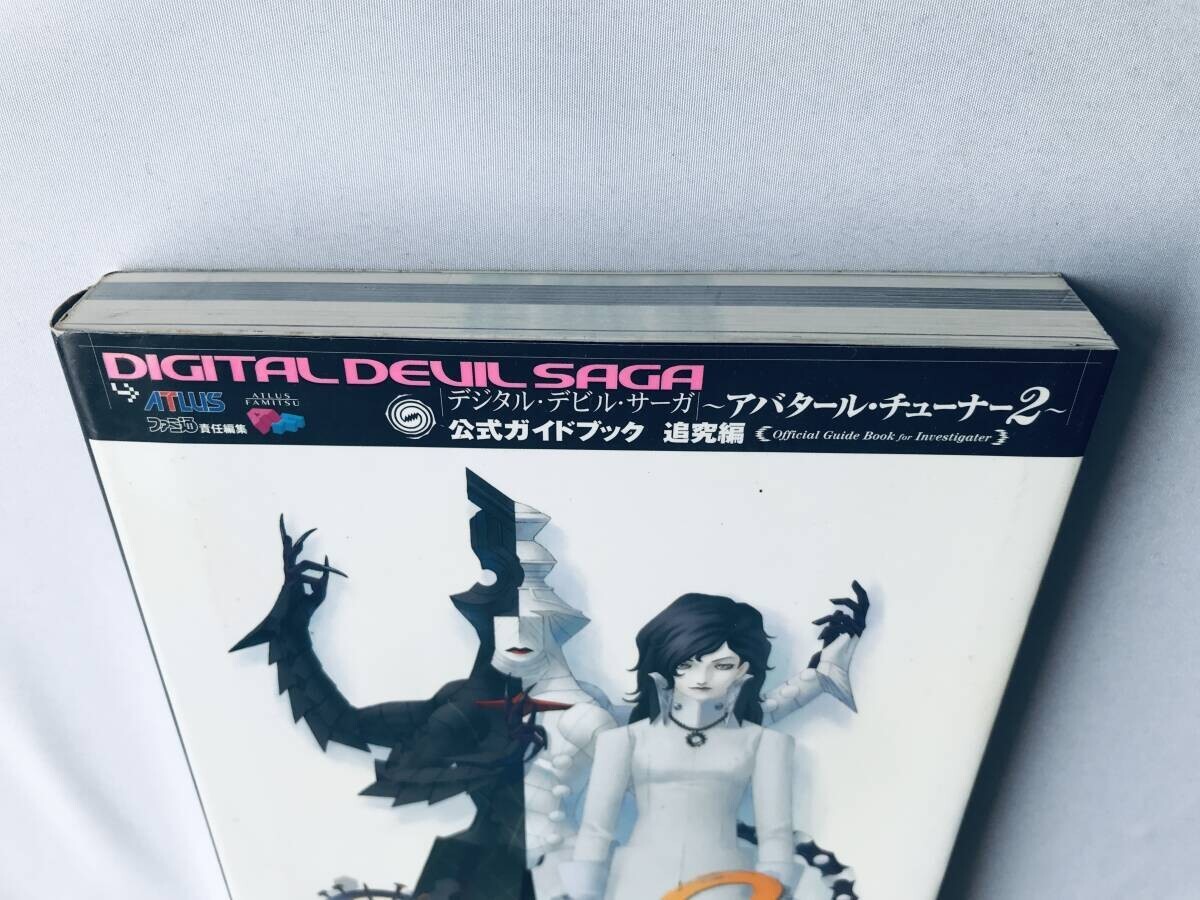 DIGITAL DEVIL SAGA
ATLUS
ATLUS FAMITSU
デジタル・デビル・サーガ ～アバタール・チューナー2～
ファミ通 責任編集
公式ガイドブック 追究編 Official Guide Book for Investigater